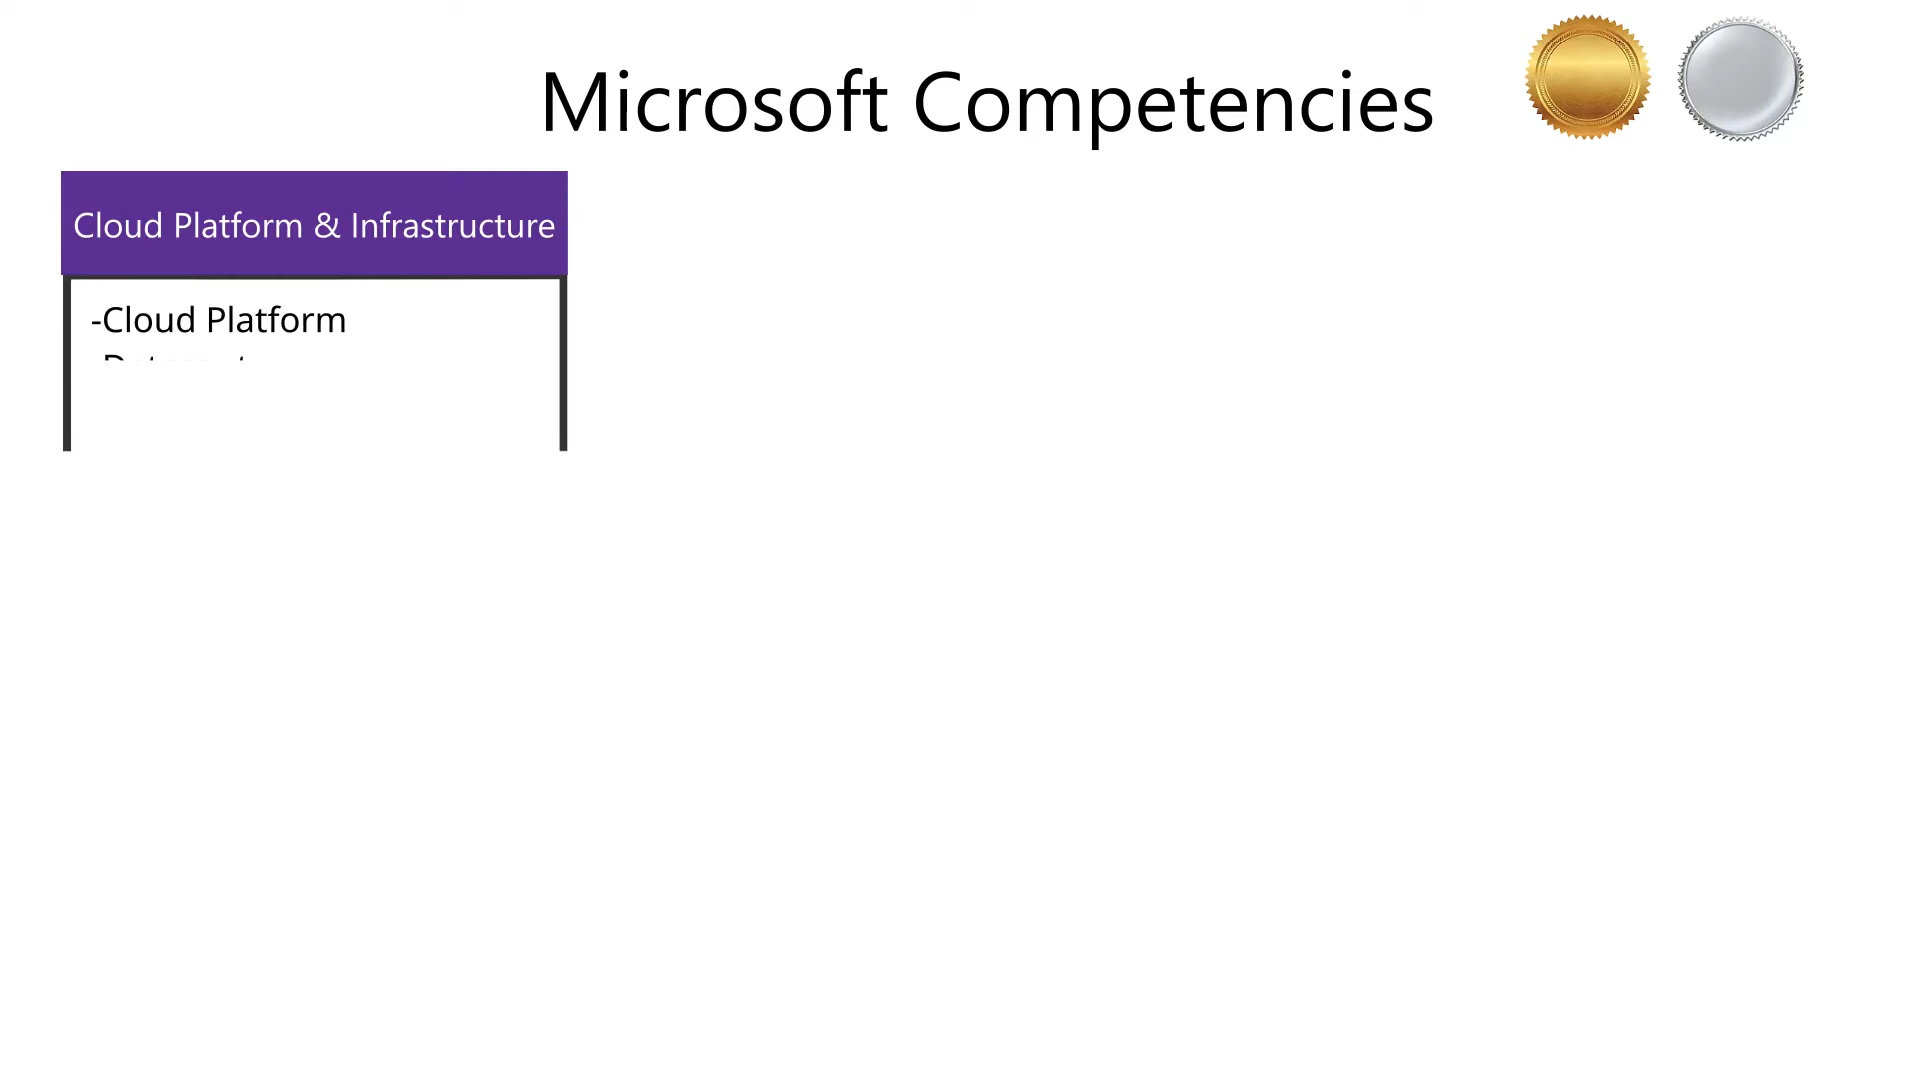 Microsoft Competencies
Cloud Platform & Infrastructure
-Cloud Platform